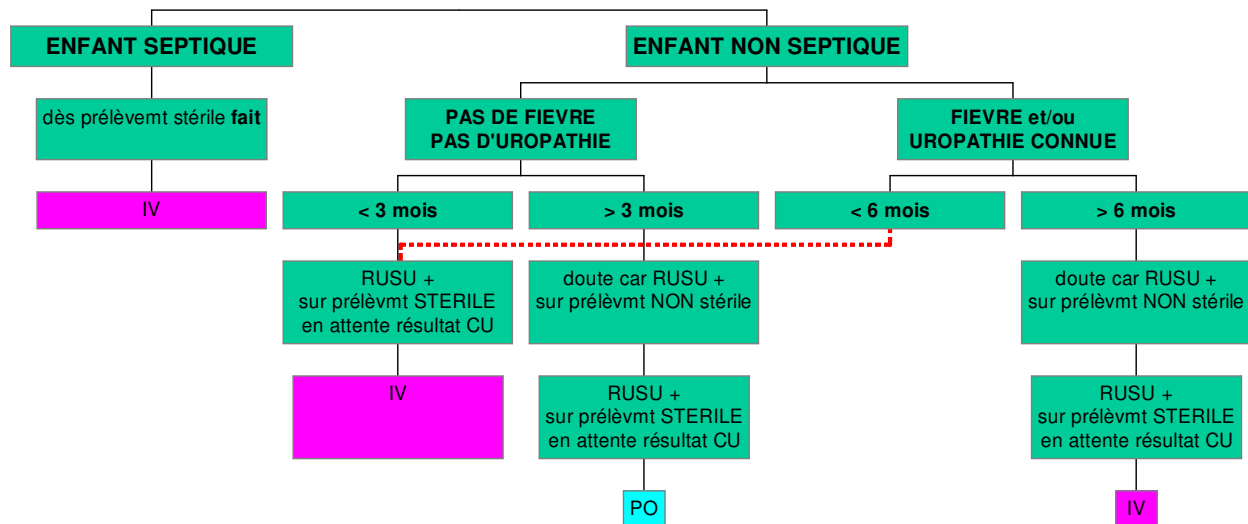 ENFANT SEPTIQUE
ENFANT NON SEPTIQUE
dès prélèvemt stérile fait
PAS DE FIEVRE
PAS D'UROPATHIE
FIEVRE et/ou
UROPATHIE CONNUE
IV
< 3 mois
> 3 mois
< 6 mois
> 6 mois
RUSU +
sur prélèvmt STERILE
en attente résultat CU
doute car RUSU +
sur prélèvmt NON stérile
doute car RUSU +
sur prélèvmt NON stérile
IV
RUSU +
sur prélèvmt STERILE
en attente résultat CU
RUSU +
sur prélèvmt STERILE
en attente résultat CU
PO
IV